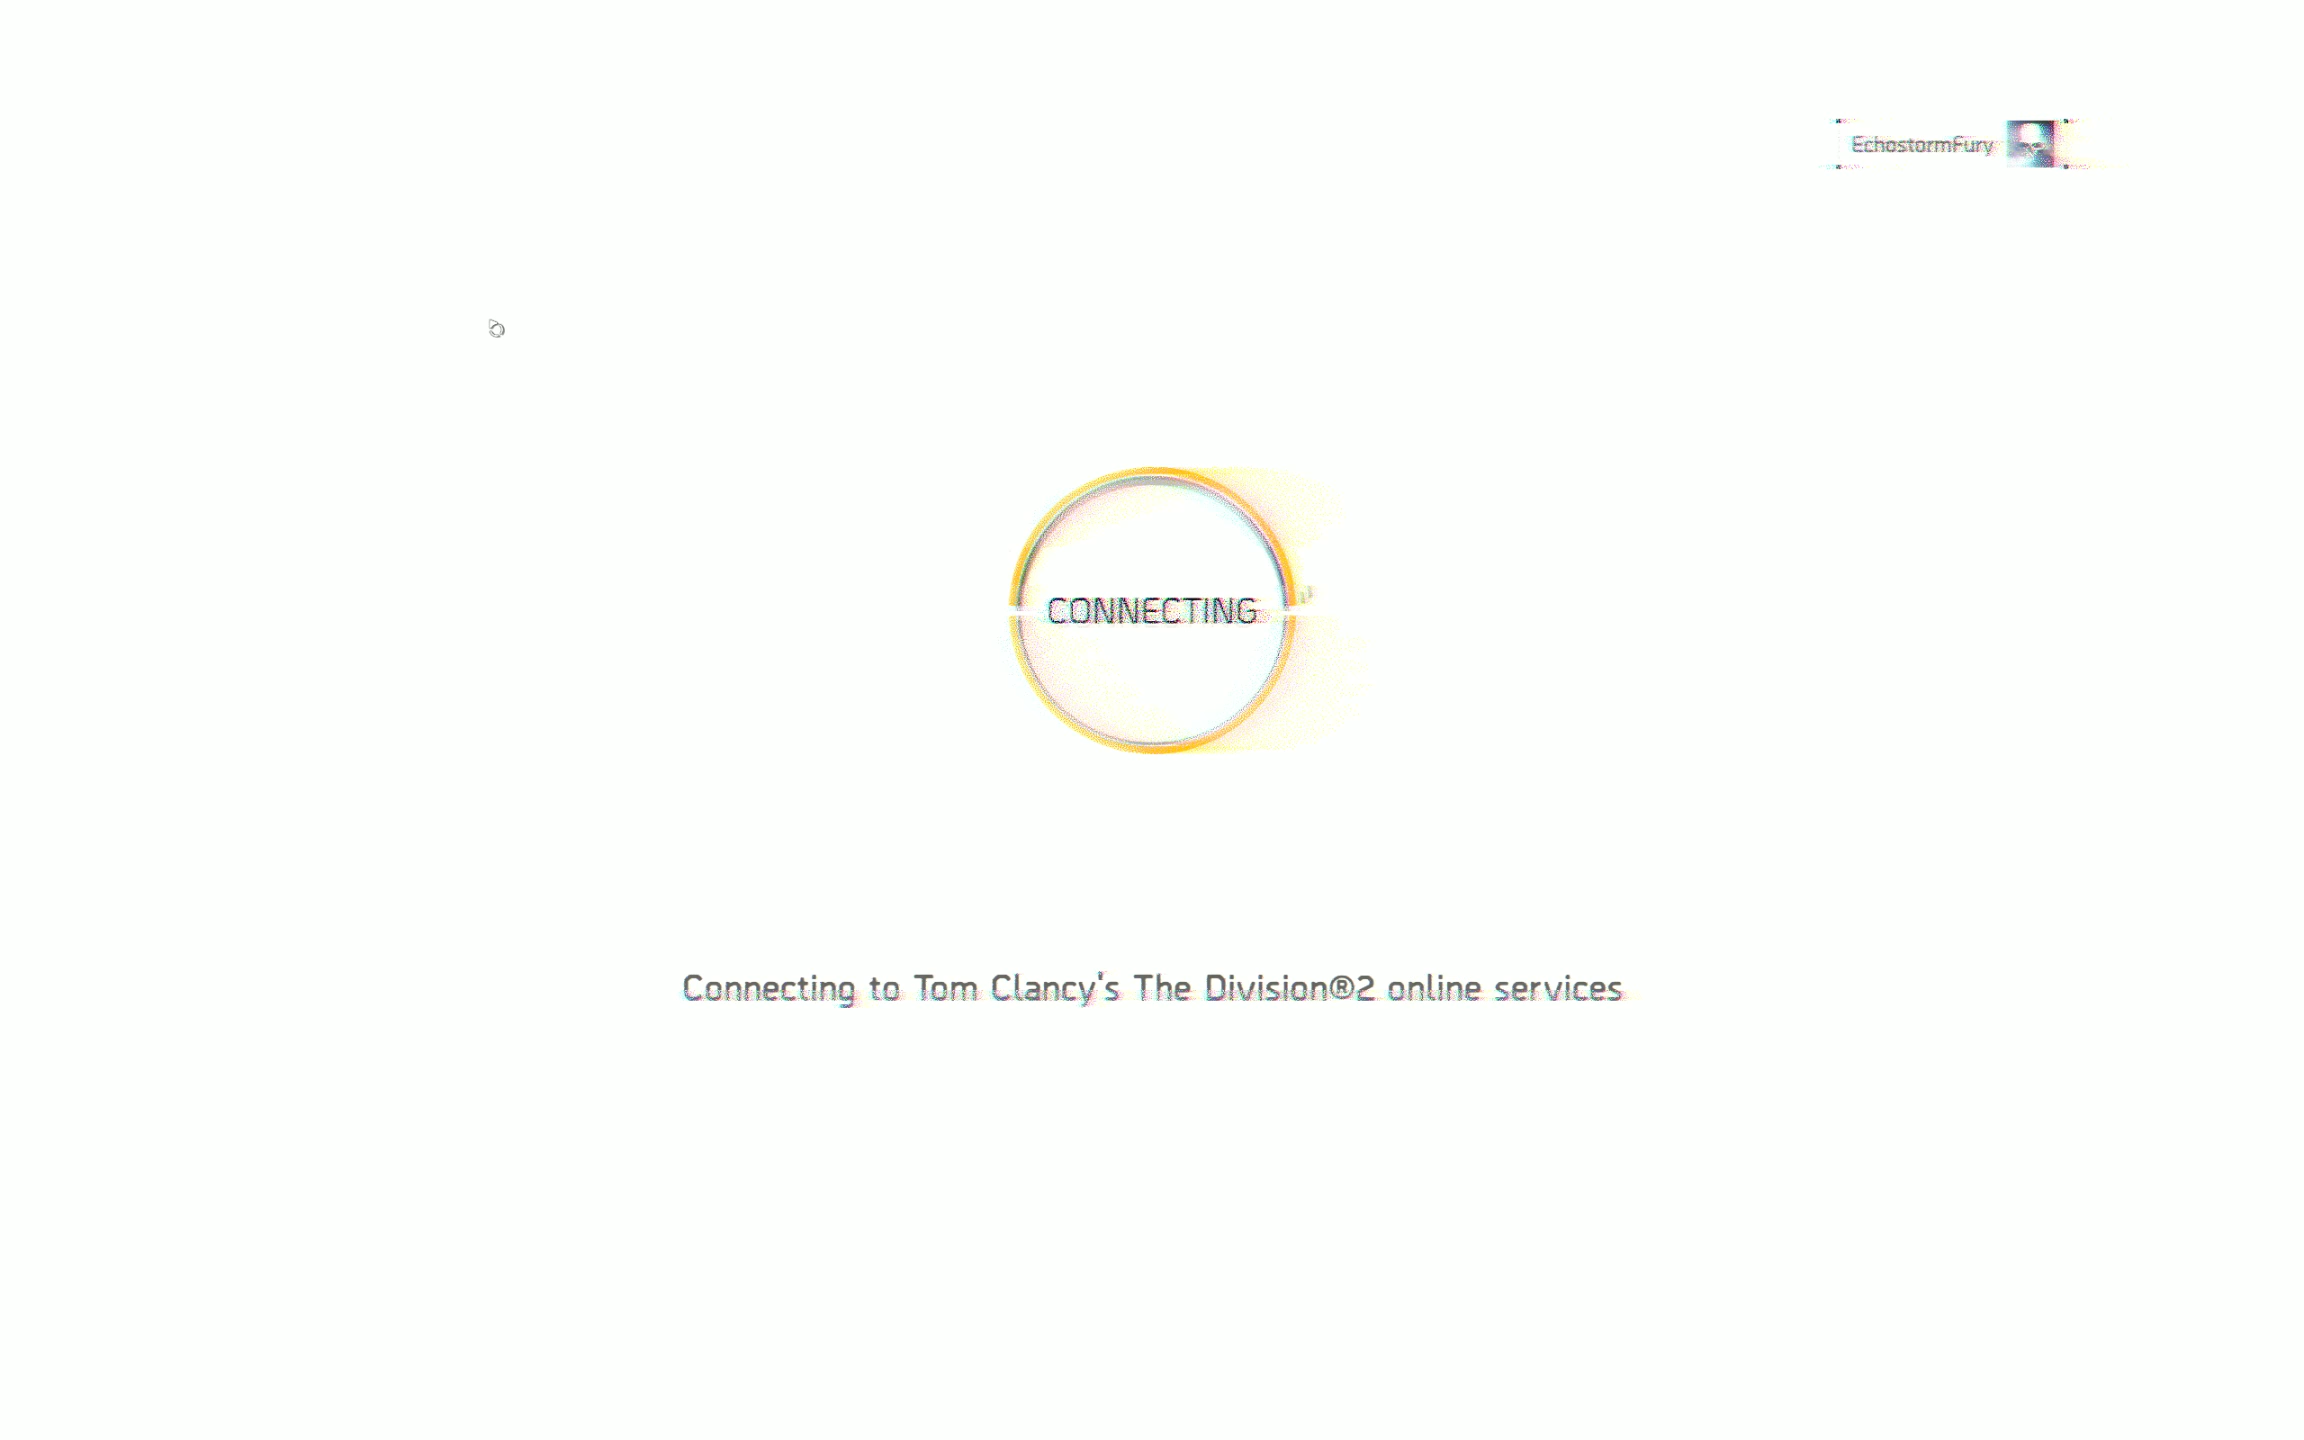 EchostormFury
CONNECTING
Connecting to Tom Clancy's The Division®2 online services